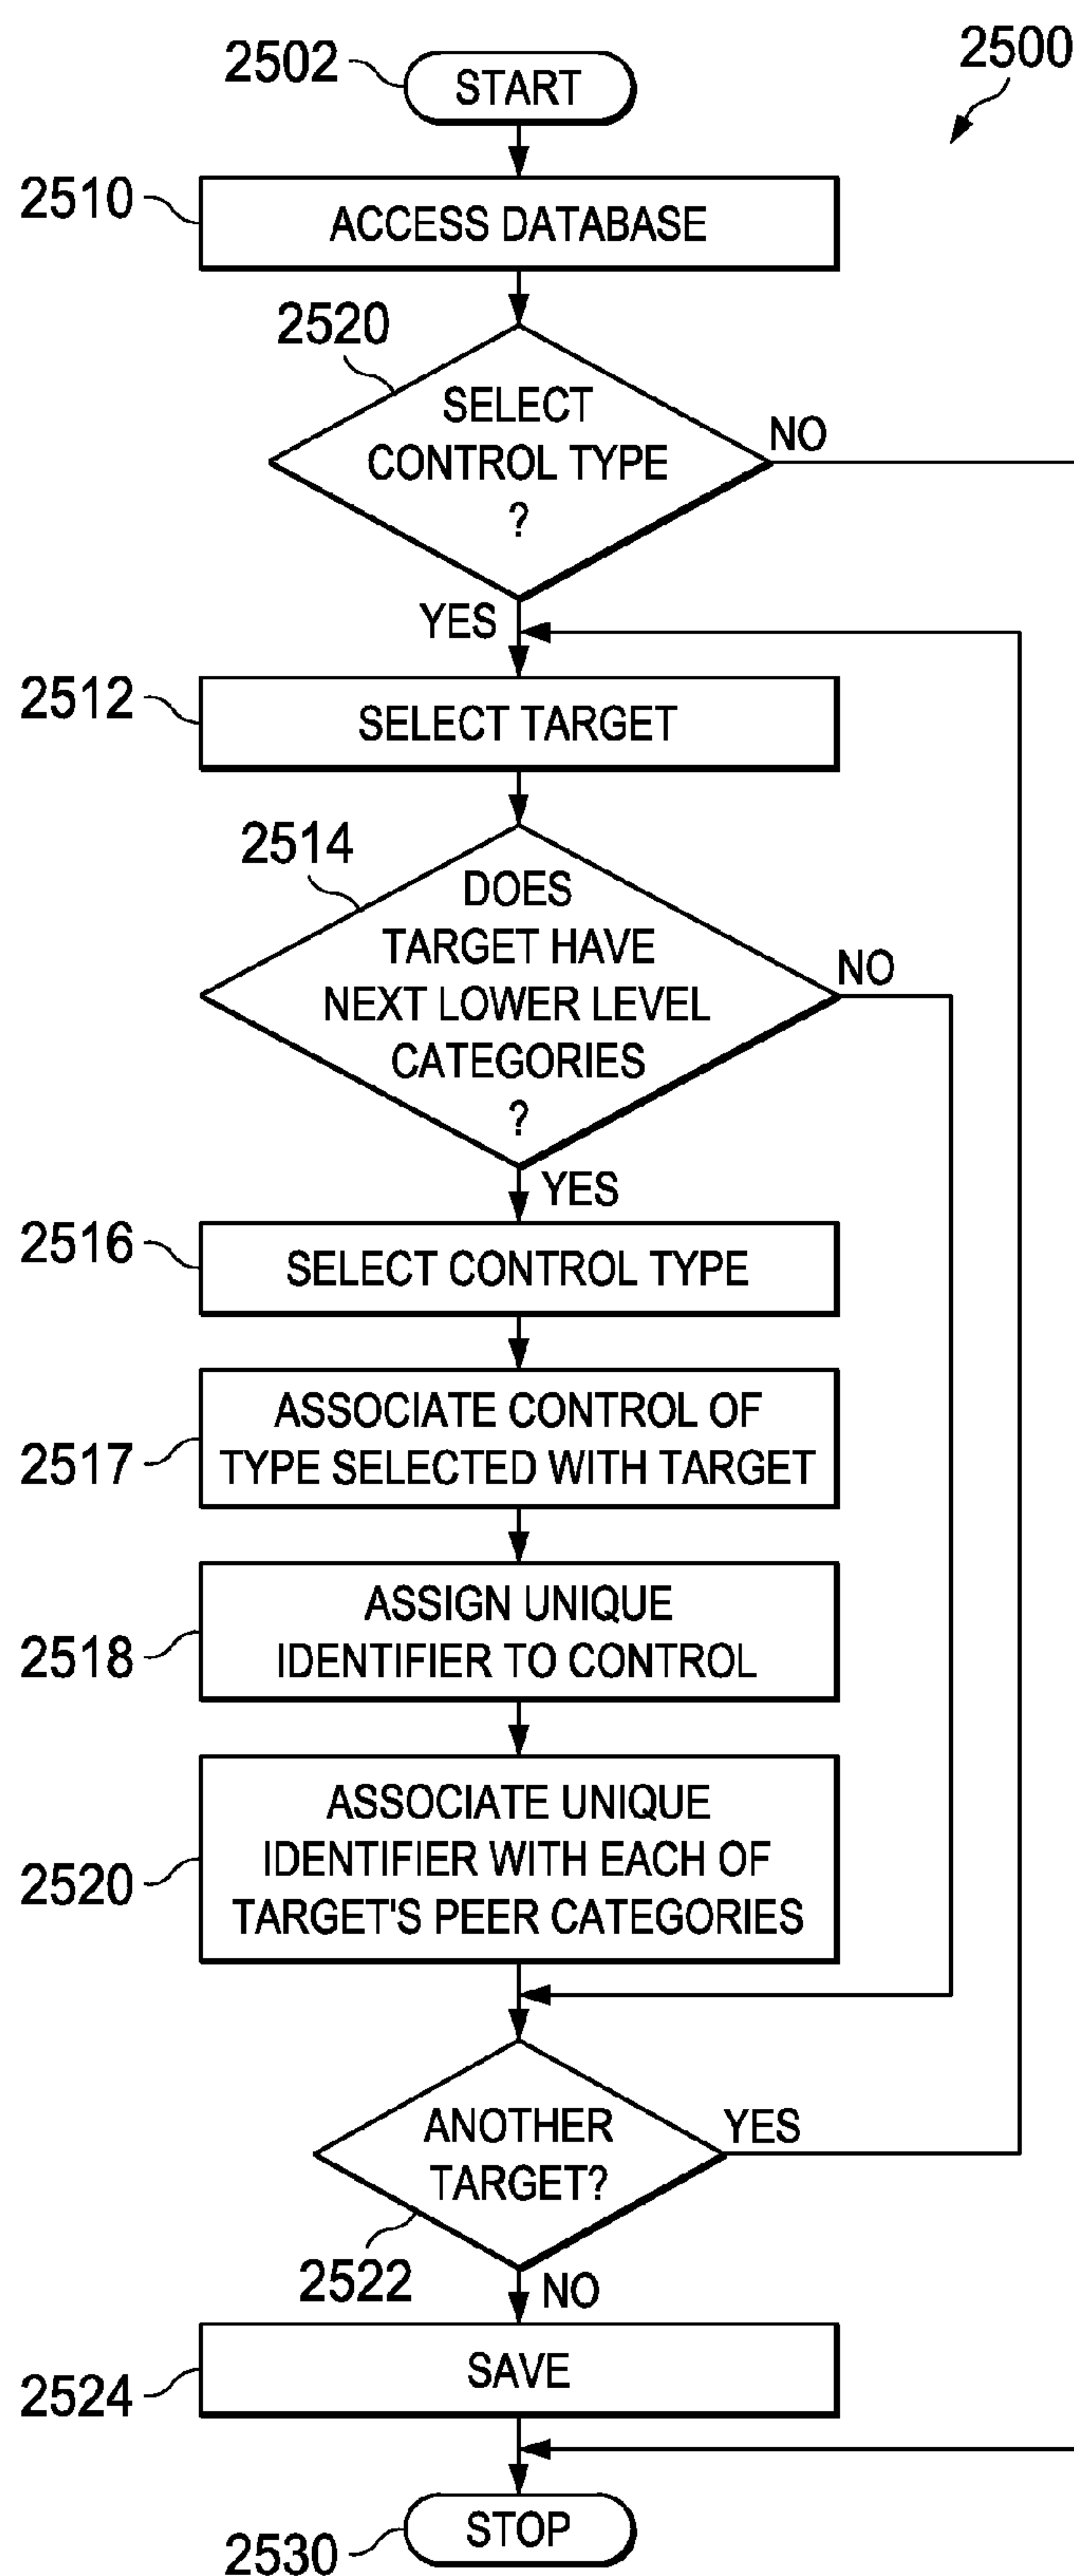 2500
2502
START
2510
ACCESS DATABASE
2520
SELECT
CONTROL TYPE
?
NO
YES
2512
SELECT TARGET
2514
DOES
TARGET HAVE
NEXT LOWER LEVEL
CATEGORIES
?
NO
YES
2516
SELECT CONTROL TYPE
2517
ASSOCIATE CONTROL OF
TYPE SELECTED WITH TARGET
2518
ASSIGN UNIQUE
IDENTIFIER TO CONTROL
2520
ASSOCIATE UNIQUE
IDENTIFIER WITH EACH OF
TARGET'S PEER CATEGORIES
ANOTHER
TARGET?
YES
2522
NO
2524
SAVE
2530
STOP